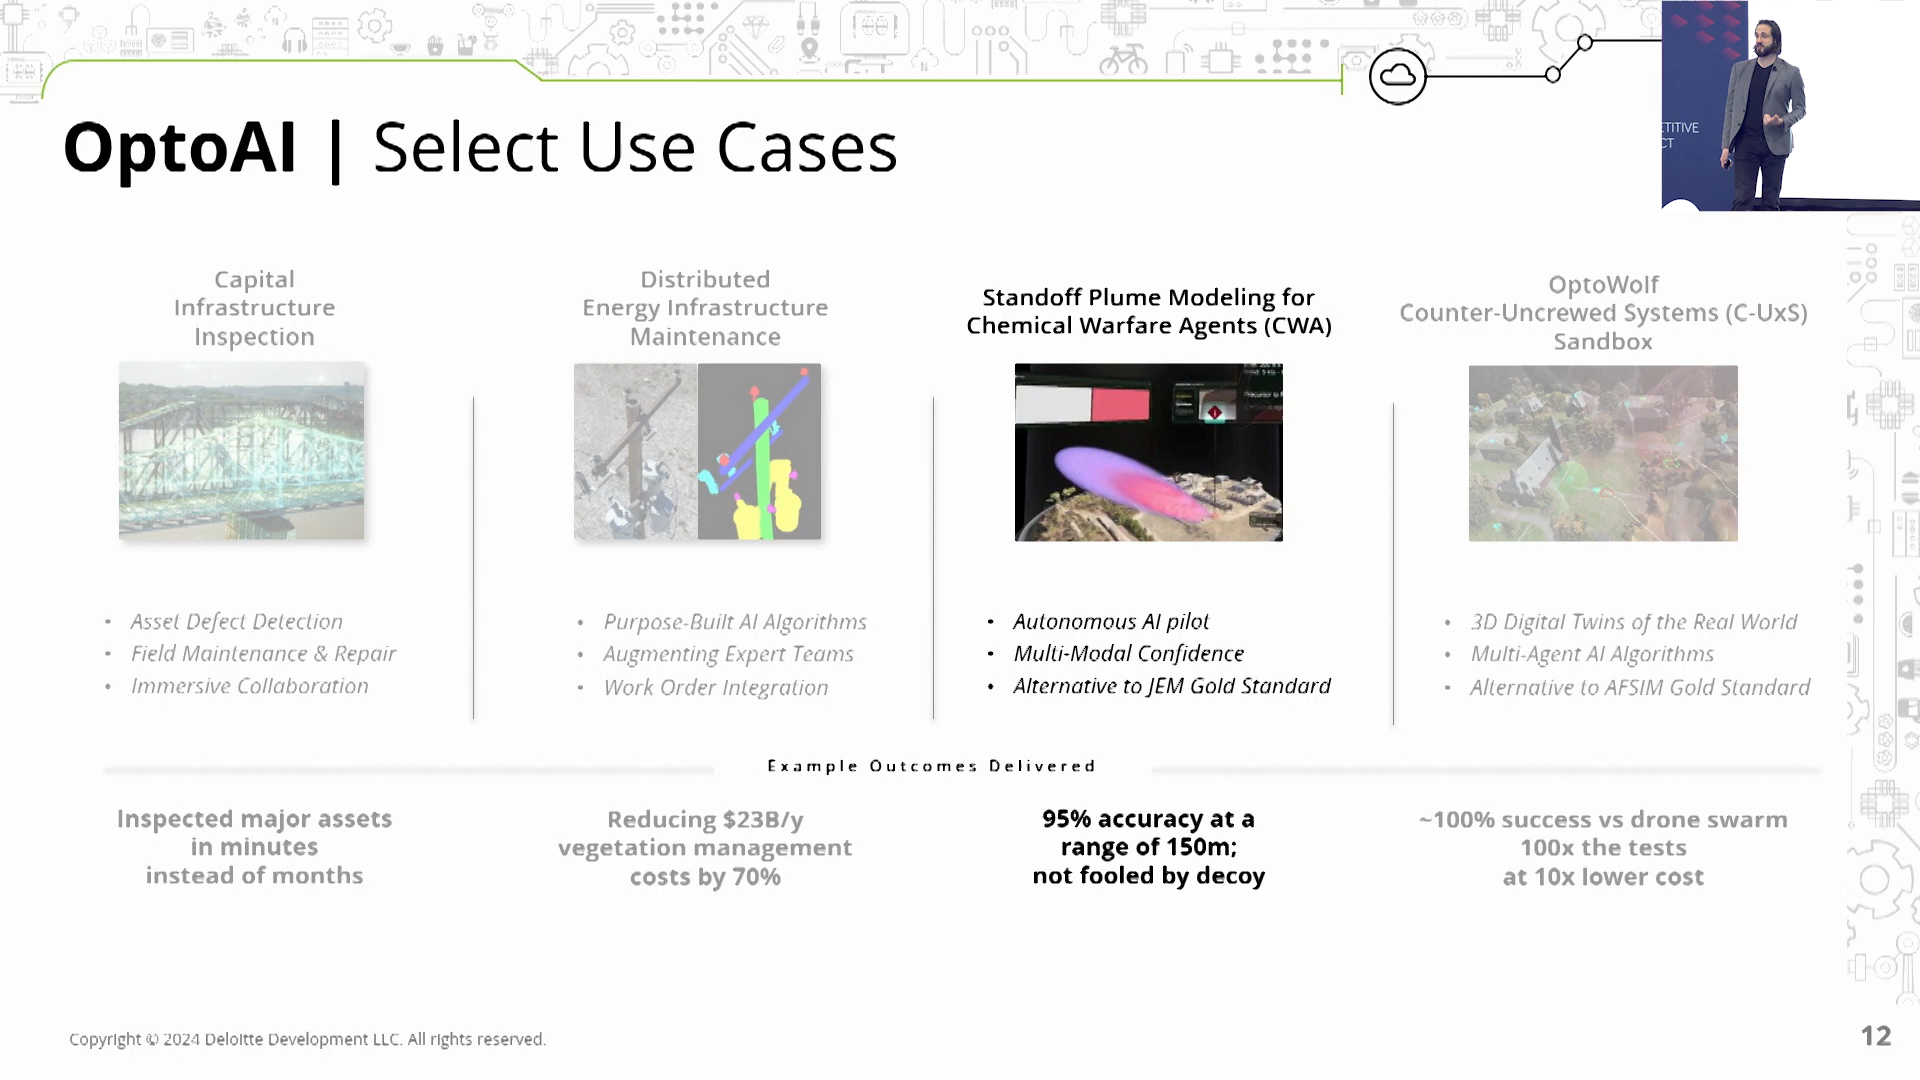 ETITIVE
CT
OptoAI | Select Use Cases
Capital
Infrastructure
Inspection
Distributed
Energy Infrastructure
Maintenance
Standoff Plume Modeling for
Chemical Warfare Agents (CWA)
OptoWolf
Counter-Uncrewed Systems (C-UxS)
Sandbox
• Asset Defect Detection
• Field Maintenance & Repair
• Immersive Collaboration
• Purpose-Built AI Algorithms
• Augmenting Expert Teams
• Work Order Integration
• Autonomous AI pilot
• Multi-Modal Confidence
• Alternative to JEM Gold Standard
• 3D Digital Twins of the Real World
• Multi-Agent AI Algorithms
• Alternative to AFSIM Gold Standard
Example Outcomes Delivered
Inspected major assets
in minutes
instead of months
Reducing $23B/y
vegetation management
costs by 70%
95% accuracy at a
range of 150m;
not fooled by decoy
~100% success vs drone swarm
100x the tests
at 10x lower cost
Copyright © 2024 Deloitte Development LLC. All rights reserved.
12